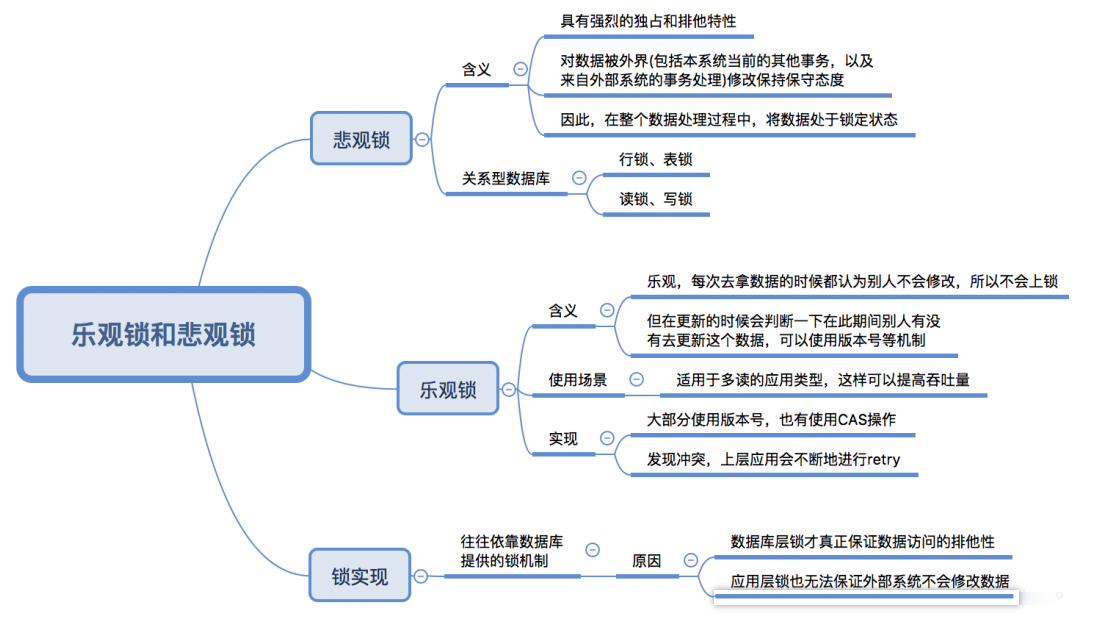 乐观锁和悲观锁
悲观锁
含义
具有强烈的独占和排他特性
对数据被外界(包括本系统当前的其他事务，以及
来自外部系统的事务处理)修改保持保守态度
因此，在整个数据处理过程中，将数据处于锁定状态
关系型数据库
行锁、表锁
读锁、写锁
乐观锁
含义
乐观，每次去拿数据的时候都认为别人不会修改，所以不会上锁
但在更新的时候会判断一下在此期间别人有没
有去更新这个数据，可以使用版本号等机制
使用场景
适用于多读的应用类型，这样可以提高吞吐量
实现
大部分使用版本号，也有使用CAS操作
发现冲突，上层应用会不断地进行retry
锁实现
往往依靠数据库
提供的锁机制
原因
数据库层锁才真正保证数据访问的排他性
应用层锁也无法保证外部系统不会修改数据